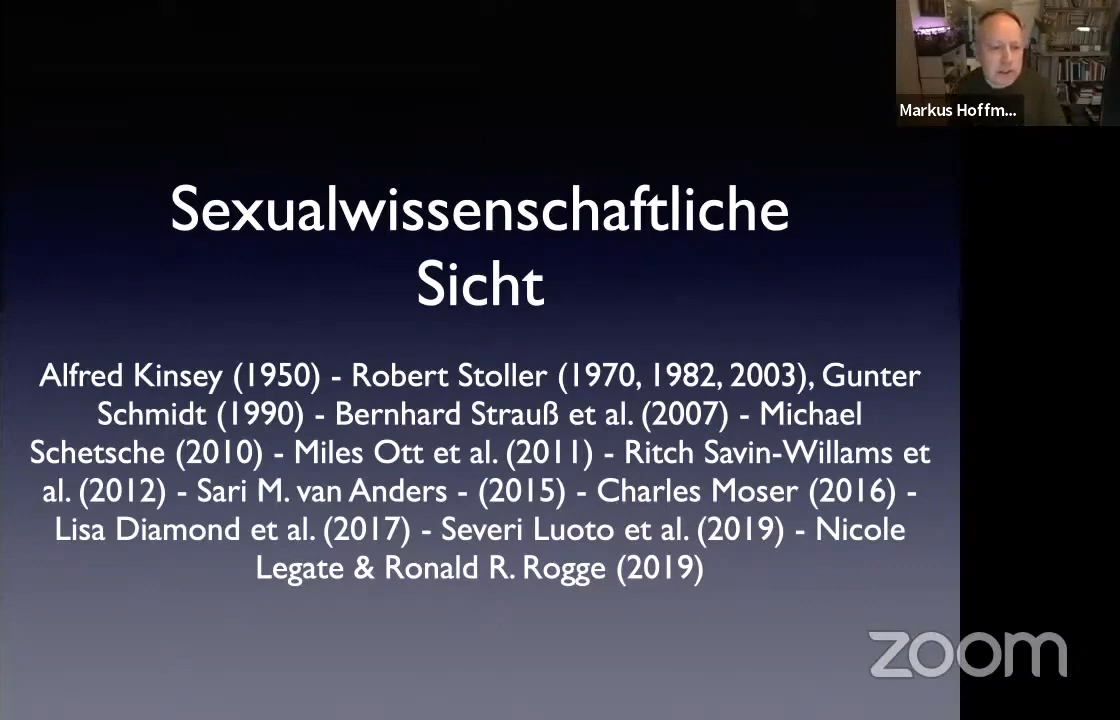 Markus Hoffm...
Sexualwissenschaftliche
Sicht
Alfred Kinsey (1950) - Robert Stoller (1970, 1982, 2003), Gunter
Schmidt (1990) - Bernhard Strauß et al. (2007) - Michael
Schetsche (2010) - Miles Ott et al. (2011) - Ritch Savin-Willams et
al. (2012) - Sari M. van Anders - (2015) - Charles Moser (2016) -
Lisa Diamond et al. (2017) - Severi Luoto et al. (2019) - Nicole
Legate & Ronald R. Rogge (2019)
zoom